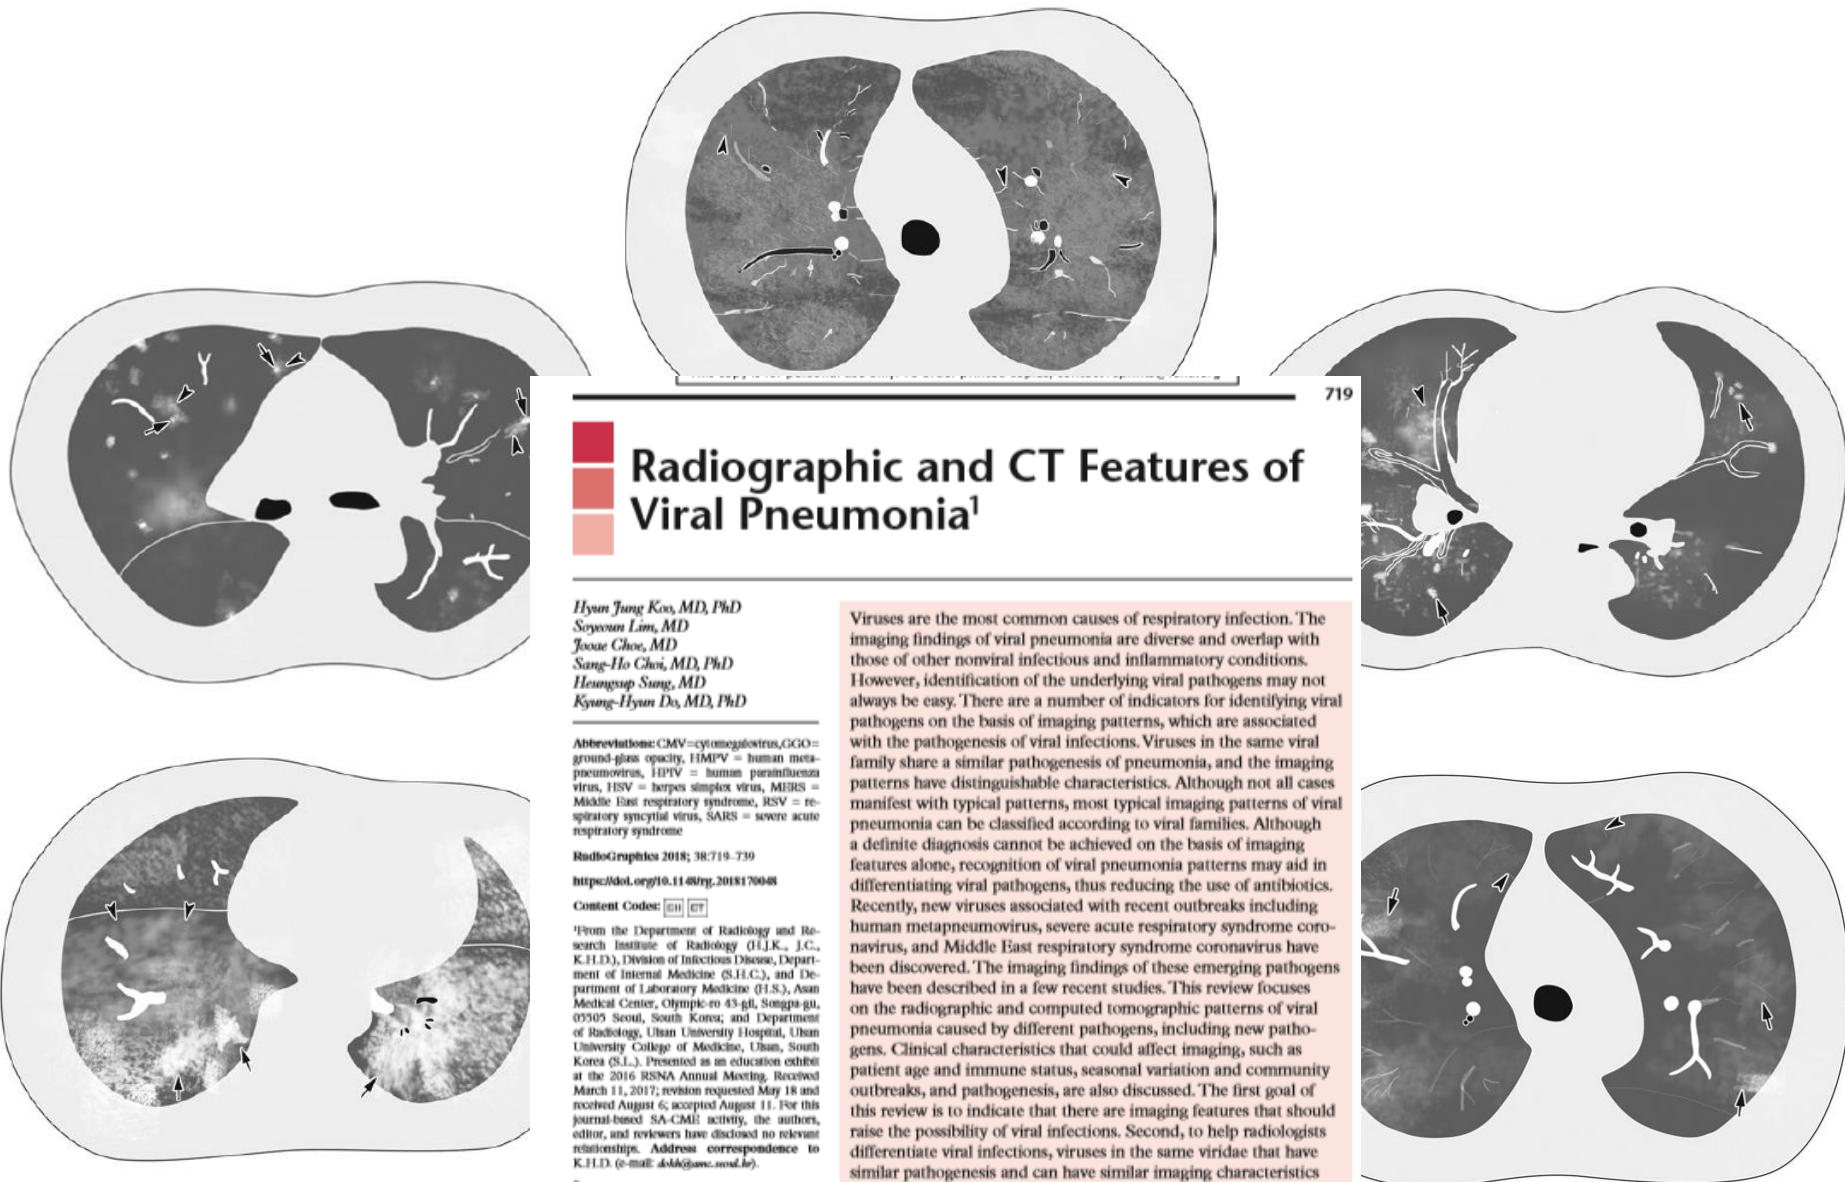 719
Radiographic and CT Features of
Viral Pneumonia¹
Hyun Jung Koo, MD, PhD
Soyeoun Lim, MD
Jooae Choe, MD
Sang-Ho Choi, MD, PhD
Heungsup Sung, MD
Kyung-Hyun Do, MD, PhD
Abbreviations: CMV=cytomegalovirus, GGO=
ground-glass opacity, HMPV = human meta-
pneumovirus, HPIV = human parainfluenza
virus, HSV = herpes simplex virus, MERS =
Middle East respiratory syndrome, RSV = re-
spiratory syncytial virus, SARS = severe acute
respiratory syndrome
RadioGraphics 2018; 38:719–739
https://doi.org/10.1148/rg.2018170048
Content Codes: CH CT
¹From the Department of Radiology and Re-
search Institute of Radiology (H.J.K., J.C.,
K.H.D.), Division of Infectious Disease, Depart-
ment of Internal Medicine (S.H.C.), and De-
partment of Laboratory Medicine (H.S.), Asan
Medical Center, Olympic-ro 43-gil, Songpa-gu,
05505 Seoul, South Korea; and Department
of Radiology, Ulsan University Hospital, Ulsan
University College of Medicine, Ulsan, South
Korea (S.L.). Presented as an education exhibit
at the 2016 RSNA Annual Meeting. Received
March 11, 2017; revision requested May 18 and
received August 6; accepted August 11. For this
journal-based SA-CME activity, the authors,
editor, and reviewers have disclosed no relevant
relationships. Address correspondence to
K.H.D. (e-mail: dokh@amc.seoul.kr).
Viruses are the most common causes of respiratory infection. The
imaging findings of viral pneumonia are diverse and overlap with
those of other nonviral infectious and inflammatory conditions.
However, identification of the underlying viral pathogens may not
always be easy. There are a number of indicators for identifying viral
pathogens on the basis of imaging patterns, which are associated
with the pathogenesis of viral infections. Viruses in the same viral
family share a similar pathogenesis of pneumonia, and the imaging
patterns have distinguishable characteristics. Although not all cases
manifest with typical patterns, most typical imaging patterns of viral
pneumonia can be classified according to viral families. Although
a definite diagnosis cannot be achieved on the basis of imaging
features alone, recognition of viral pneumonia patterns may aid in
differentiating viral pathogens, thus reducing the use of antibiotics.
Recently, new viruses associated with recent outbreaks including
human metapneumovirus, severe acute respiratory syndrome coro-
navirus, and Middle East respiratory syndrome coronavirus have
been discovered. The imaging findings of these emerging pathogens
have been described in a few recent studies. This review focuses
on the radiographic and computed tomographic patterns of viral
pneumonia caused by different pathogens, including new patho-
gens. Clinical characteristics that could affect imaging, such as
patient age and immune status, seasonal variation and community
outbreaks, and pathogenesis, are also discussed. The first goal of
this review is to indicate that there are imaging features that should
raise the possibility of viral infections. Second, to help radiologists
differentiate viral infections, viruses in the same viridae that have
similar pathogenesis and can have similar imaging characteristics